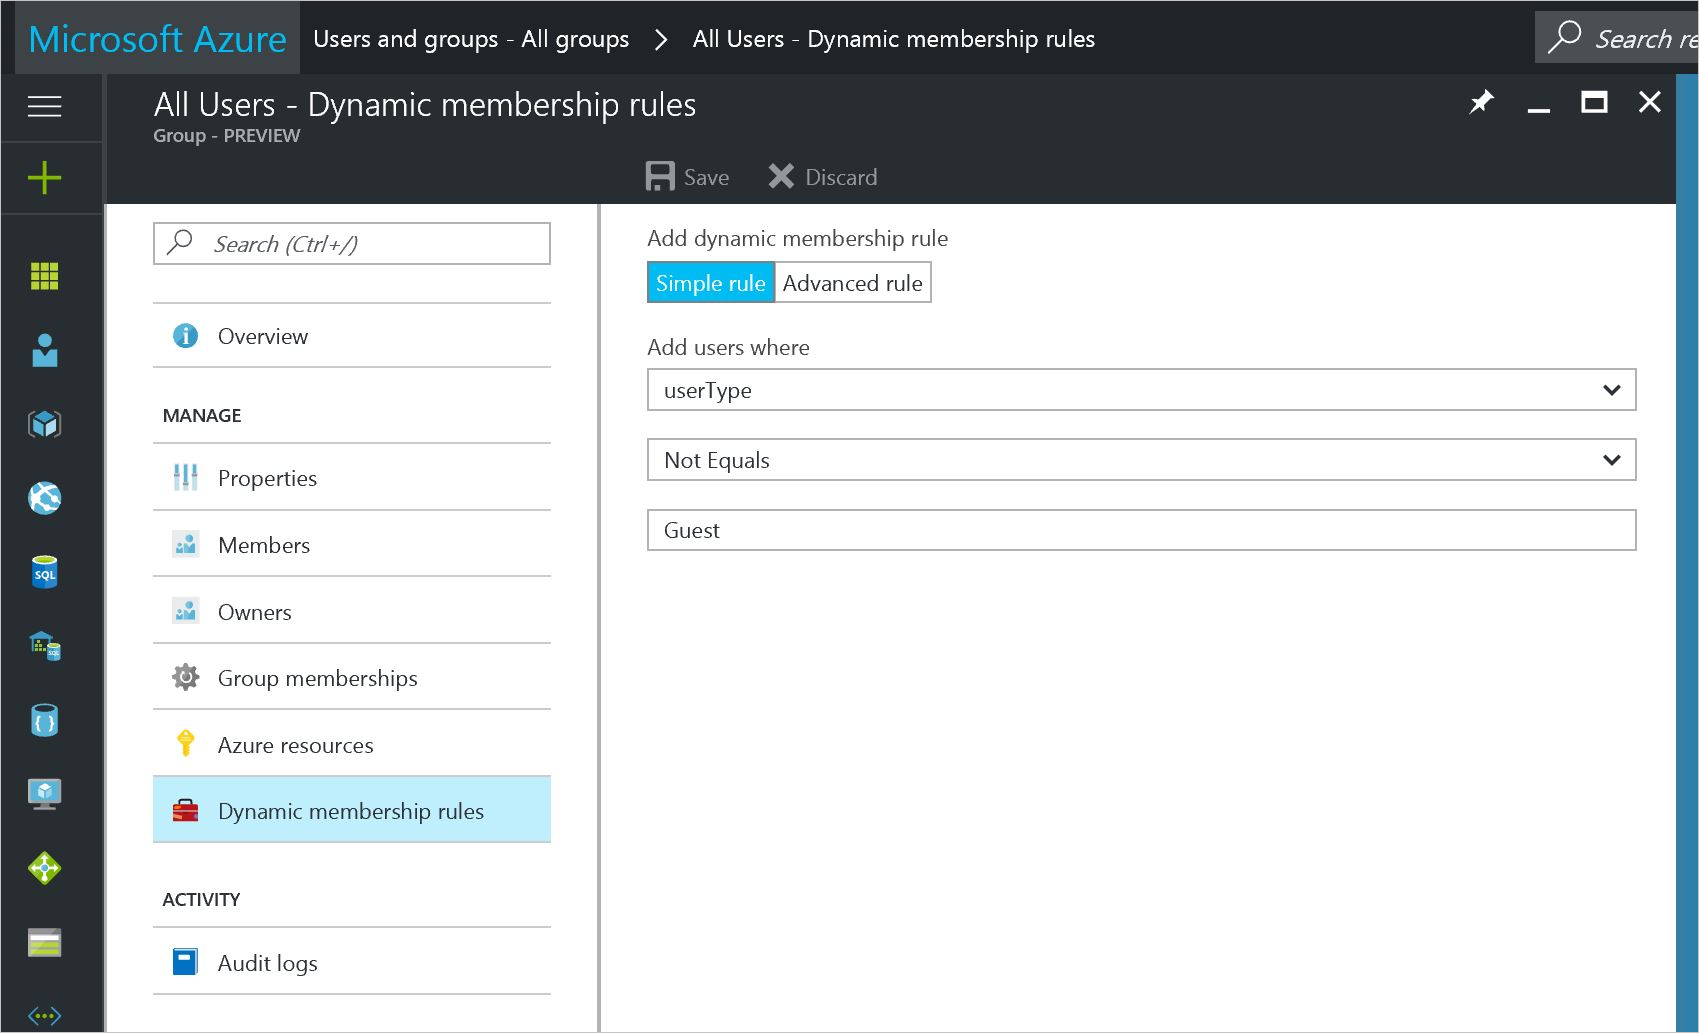 Microsoft Azure
Users and groups - All groups > All Users - Dynamic membership rules
Search re
All Users - Dynamic membership rules
Group - PREVIEW
Save
Discard
Search (Ctrl+/)
Overview
MANAGE
Properties
Members
Owners
Group memberships
Azure resources
Dynamic membership rules
ACTIVITY
Audit logs
Add dynamic membership rule
Simple rule
Advanced rule
Add users where
userType
Not Equals
Guest
SQL
SQL